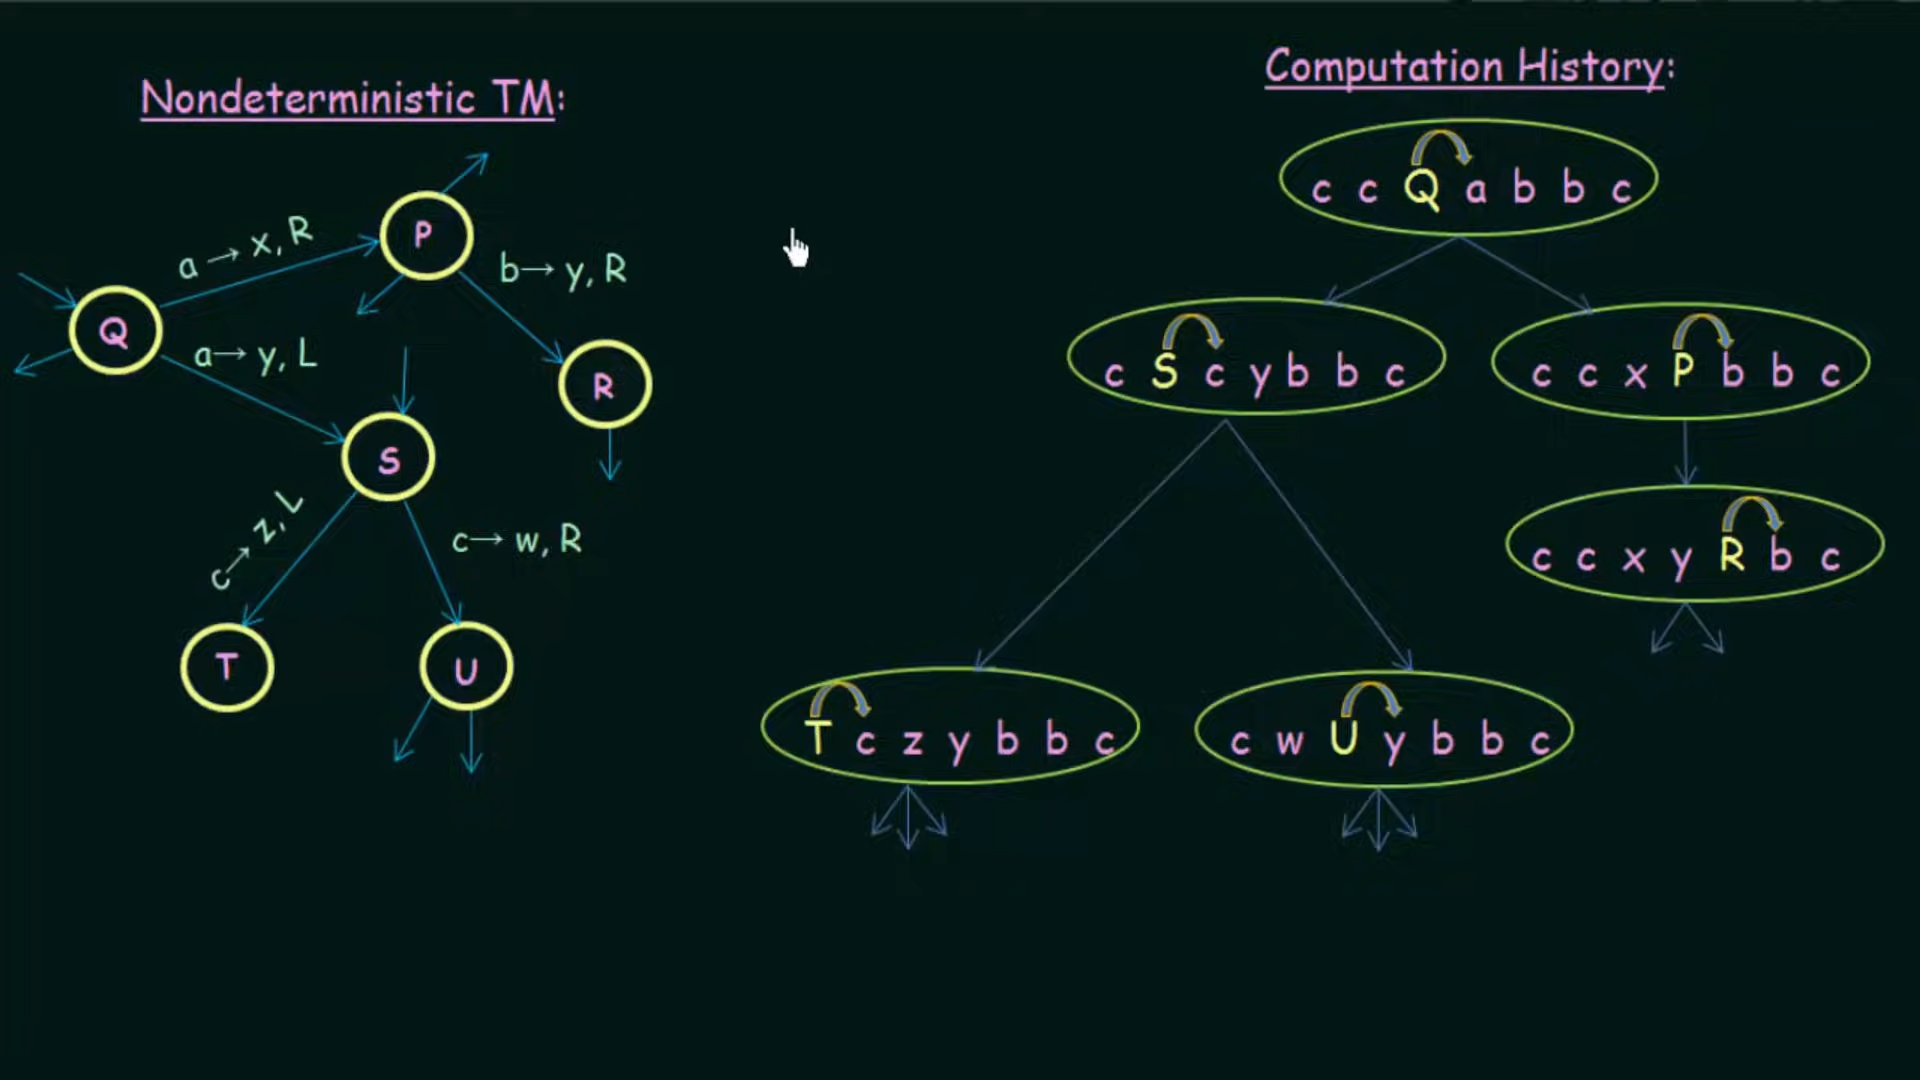 Nondeterministic TM:
P
a → x, R
b → y, R
Q
a → y, L
R
S
c → z, L
c → w, R
T
U
Computation History:
c c Q a b b c
c S c y b b c
c c x P b b c
c c x y R b c
T c z y b b c
c w U y b b c